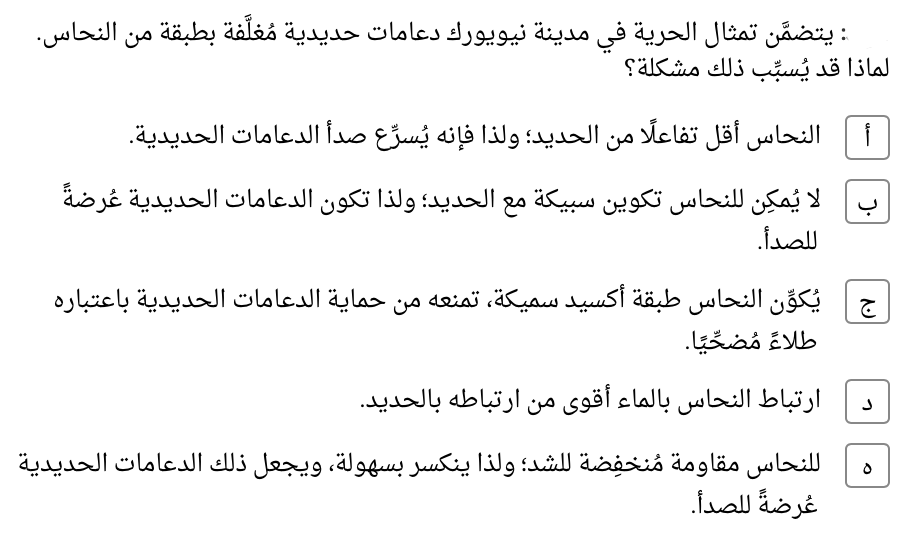 : يتضمَّن تمثال الحرية في مدينة نيويورك دعامات حديدية مُغلَّفة بطبقة من النحاس.
لماذا قد يُسبِّب ذلك مشكلة؟
أ النحاس أقل تفاعلًا من الحديد؛ ولذا فإنه يُسرِّع صدأ الدعامات الحديدية.
ب لا يُمكِن للنحاس تكوين سبيكة مع الحديد؛ ولذا تكون الدعامات الحديدية عُرضةً
للصدأ.
ج يُكوِّن النحاس طبقة أكسيد سميكة، تمنعه من حماية الدعامات الحديدية باعتباره
طلاءً مُضحِّيًا.
د ارتباط النحاس بالماء أقوى من ارتباطه بالحديد.
ه للنحاس مقاومة مُنخفِضة للشد؛ ولذا ينكسر بسهولة، ويجعل ذلك الدعامات الحديدية
عُرضةً للصدأ.